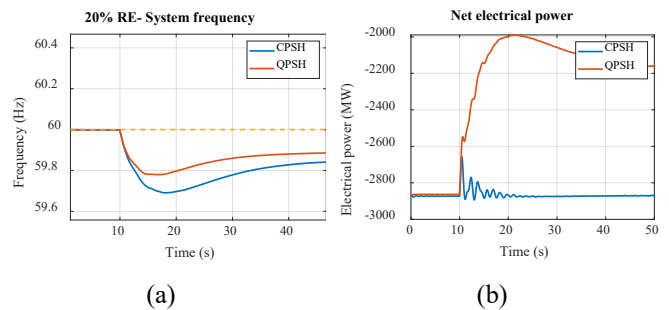 20% RE- System frequency
60.4
60.2
60
59.8
59.6
Frequency (Hz)
CPSH
QPSH
10
20
30
40
Time (s)
(a)
Net electrical power
-2000
-2200
-2400
-2600
-2800
-3000
Electrical power (MW)
CPSH
QPSH
0
10
20
30
40
50
Time (s)
(b)